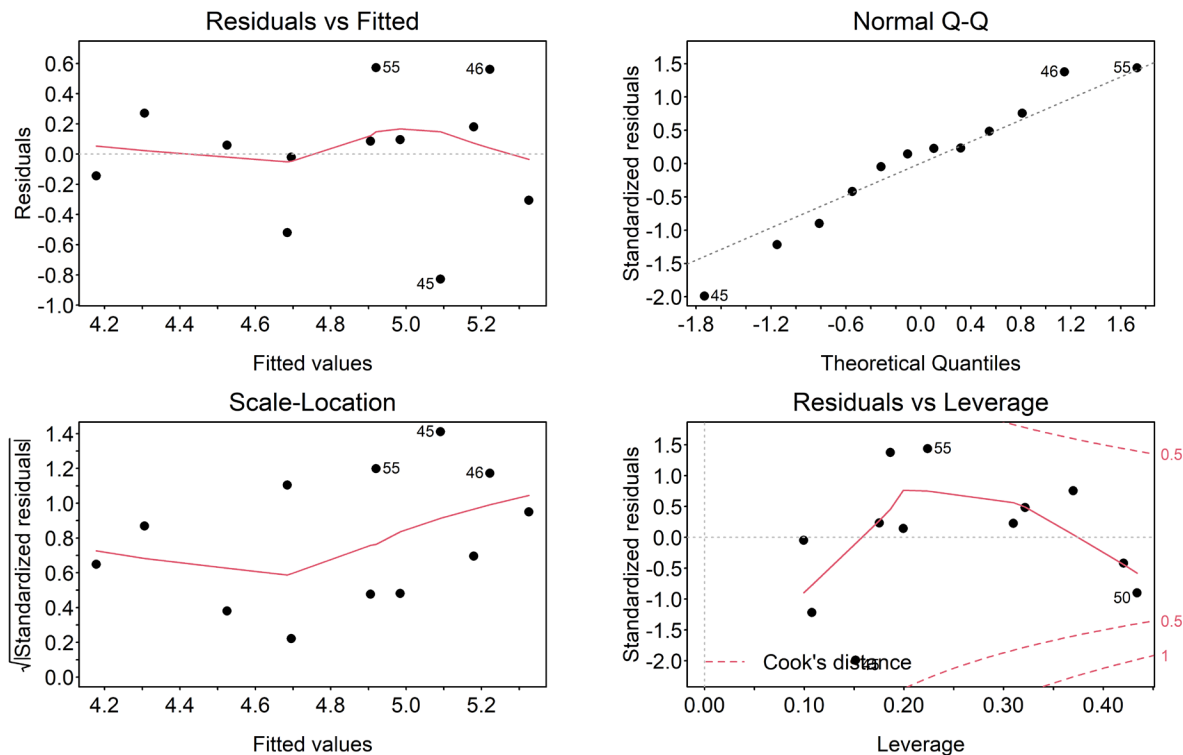 Residuals vs Fitted
Residuals
0.6
0.4
0.2
0.0
-0.2
-0.4
-0.6
-0.8
-1.0
55
46
45
4.2 4.4 4.6 4.8 5.0 5.2
Fitted values
Normal Q-Q
Standardized residuals
1.5
1.0
0.5
0.0
-0.5
-1.0
-1.5
-2.0
46
55
45
-1.8 -1.2 -0.6 0.0 0.4 0.8 1.2 1.6
Theoretical Quantiles
Scale-Location
√|Standardized residuals|
1.4
1.2
1.0
0.8
0.6
0.4
0.2
0.0
45
55
46
4.2 4.4 4.6 4.8 5.0 5.2
Fitted values
Residuals vs Leverage
Standardized residuals
1.5
1.0
0.5
0.0
-0.5
-1.0
-1.5
-2.0
55
50
45
0.5
0.5
1
Cook's distance
0.00 0.10 0.20 0.30 0.40
Leverage